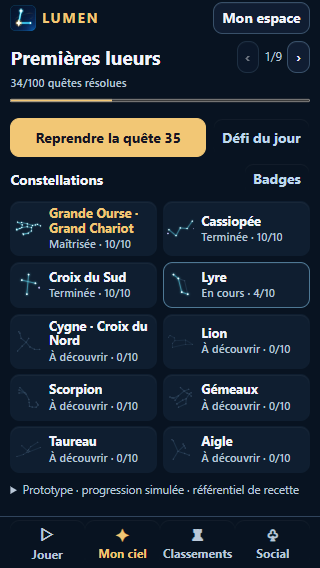 LUMEN
Mon espace
Premières lueurs
‹ 1/9 ›
34/100 quêtes résolues
Reprendre la quête 35
Défi du jour
Constellations
Badges
Grande Ourse ·
Grand Chariot
Maîtrisée · 10/10
Cassiopée
Terminée · 10/10
Croix du Sud
Terminée · 10/10
Lyre
En cours · 4/10
Cygne · Croix du
Nord
À découvrir · 0/10
Lion
À découvrir · 0/10
Scorpion
À découvrir · 0/10
Gémeaux
À découvrir · 0/10
Taureau
À découvrir · 0/10
Aigle
À découvrir · 0/10
Prototype · progression simulée · référentiel de recette
Jouer
Mon ciel
Classements
Social